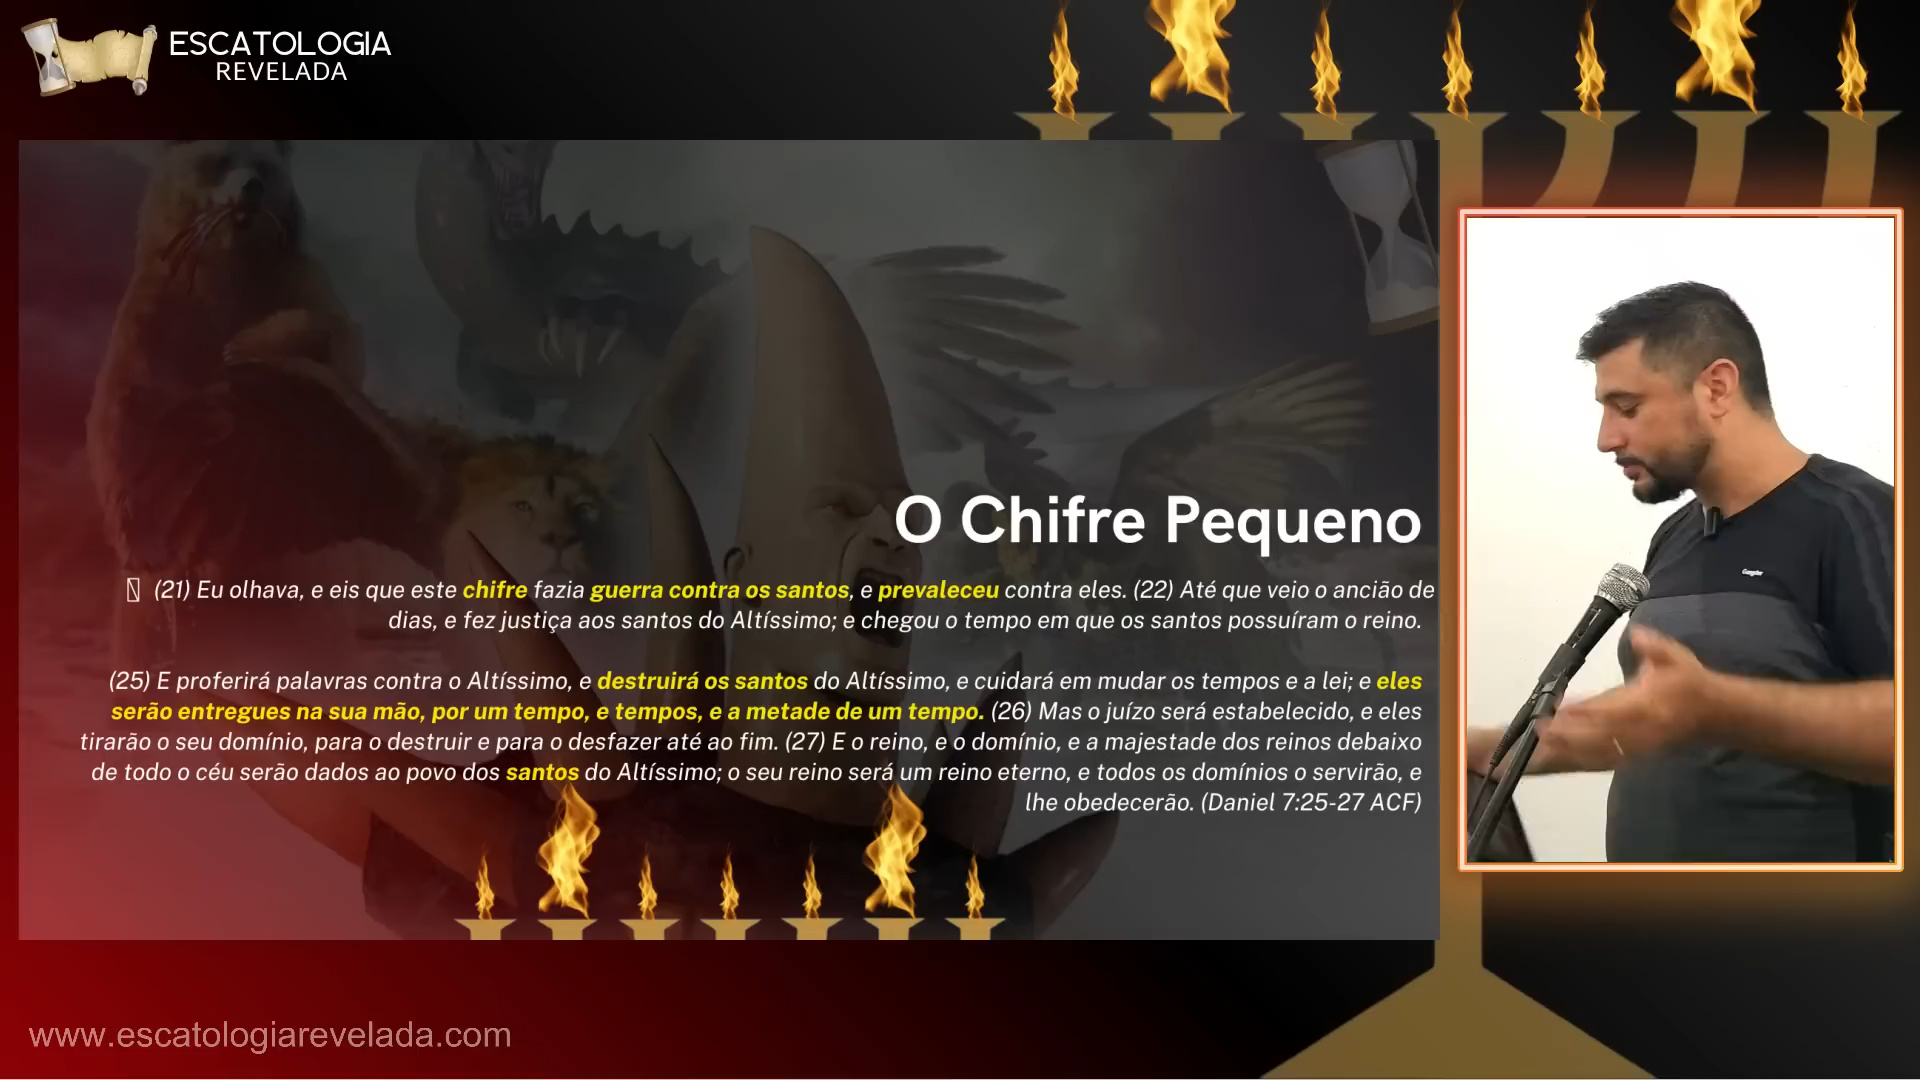 ESCATOLOGIA
REVELADA
O Chifre Pequeno
(21) Eu olhava, e eis que este chifre fazia guerra contra os santos, e prevaleceu contra eles. (22) Até que veio o ancião de
dias, e fez justiça aos santos do Altíssimo; e chegou o tempo em que os santos possuíram o reino.
(25) E proferirá palavras contra o Altíssimo, e destruirá os santos do Altíssimo, e cuidará em mudar os tempos e a lei; e eles
serão entregues na sua mão, por um tempo, e tempos, e a metade de um tempo. (26) Mas o juízo será estabelecido, e eles
tirarão o seu domínio, para o destruir e para o desfazer até ao fim. (27) E o reino, e o domínio, e a majestade dos reinos debaixo
de todo o céu serão dados ao povo dos santos do Altíssimo; o seu reino será um reino eterno, e todos os domínios o servirão, e
lhe obedecerão. (Daniel 7:25-27 ACF)
www.escatologiarevelada.com